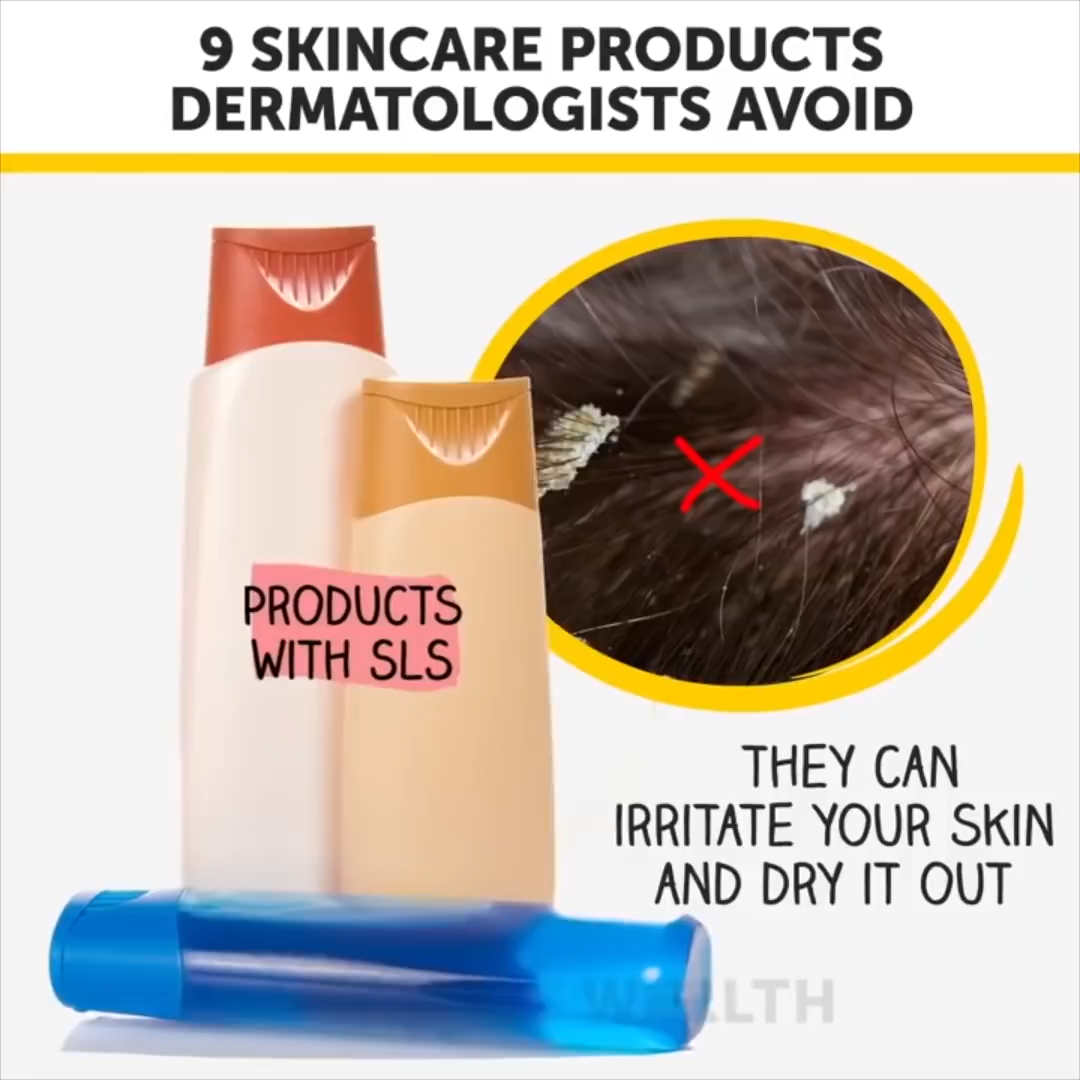 9 SKINCARE PRODUCTS
DERMATOLOGISTS AVOID
PRODUCTS
WITH SLS
THEY CAN
IRRITATE YOUR SKIN
AND DRY IT OUT